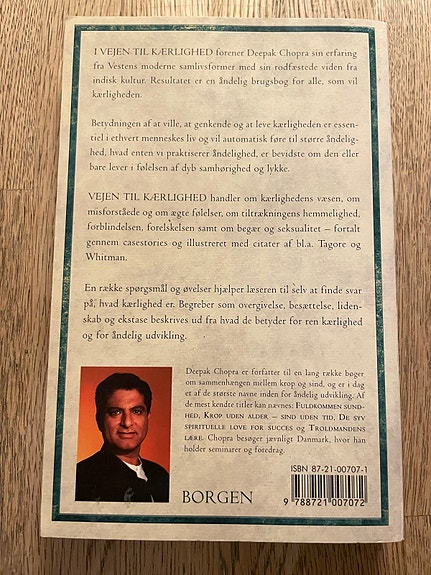 I VEJEN TIL KÆRLIGHED forener Deepak Chopra sin erfaring
fra Vestens moderne samlivsformer med sin rodfæstede viden fra
indisk kultur. Resultatet er en åndelig brugsbog for alle, som vil
kærligheden.
Betydningen af at ville, at genkende og at leve kærligheden er essen-
tiel i ethvert menneskes liv og vil automatisk føre til større åndelig-
hed, hvad enten vi praktiserer åndelighed, er bevidste om den eller
bare lever i følelsen af dyb samhørighed og lykke.
VEJEN TIL KÆRLIGHED handler om kærlighedens væsen, om
misforståede og om ægte følelser, om tiltrækningens hemmelighed,
forblindelsen, forelskelsen samt om begær og seksualitet – fortalt
gennem casestories og illustreret med citater af bl.a. Tagore og
Whitman.
En række spørgsmål og øvelser hjælper læseren til selv at finde svar
på, hvad kærlighed er. Begreber som overgivelse, besættelse, liden-
skab og ekstase beskrives ud fra hvad de betyder for ren kærlighed
og for åndelig udvikling.
Deepak Chopra er forfatter til en lang række bøger
om sammenhængen mellem krop og sind, og er i dag
et af de største navne inden for åndelig udvikling. Af
de mest kendte titler kan nævnes: FULDKOMMEN SUND-
HED, KROP UDEN ALDER – SIND UDEN TID, DE SYV
SPIRITUELLE LOVE FOR SUCCES og TROLDMANDENS
LÆRE. Chopra besøger jævnligt Danmark, hvor han
holder seminarer og foredrag.
ISBN 87-21-00707-1
BORGEN
9 788721 007072